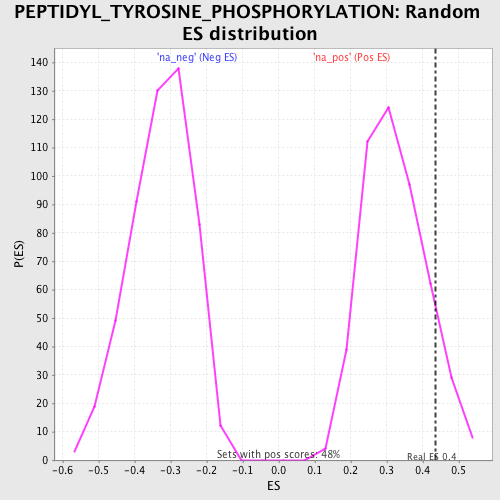 PEPTIDYL_TYROSINE_PHOSPHORYLATION: Random
ES distribution
'na_neg' (Neg ES)
'na_pos' (Pos ES)
140
130
120
110
100
90
80
70
60
50
40
30
20
10
0
P(ES)
Sets with pos scores: 48%
Real ES 0.4
-0.6 -0.5 -0.4 -0.3 -0.2 -0.1 0.0 0.1 0.2 0.3 0.4 0.5
ES